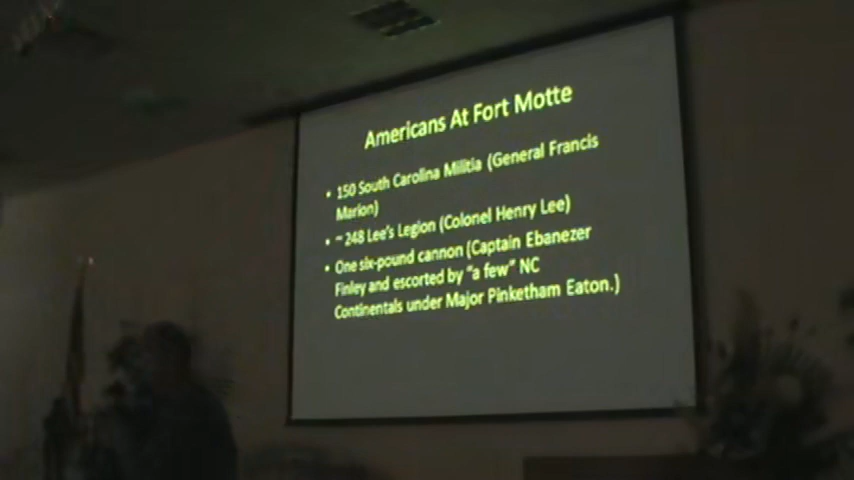 Americans At Fort Motte
• 150 South Carolina Militia (General Francis
Marion)
• ~ 248 Lee's Legion (Colonel Henry Lee)
• One six-pound cannon (Captain Ebanezer
Finley and escorted by "a few" NC
Continentals under Major Pinketham Eaton.)